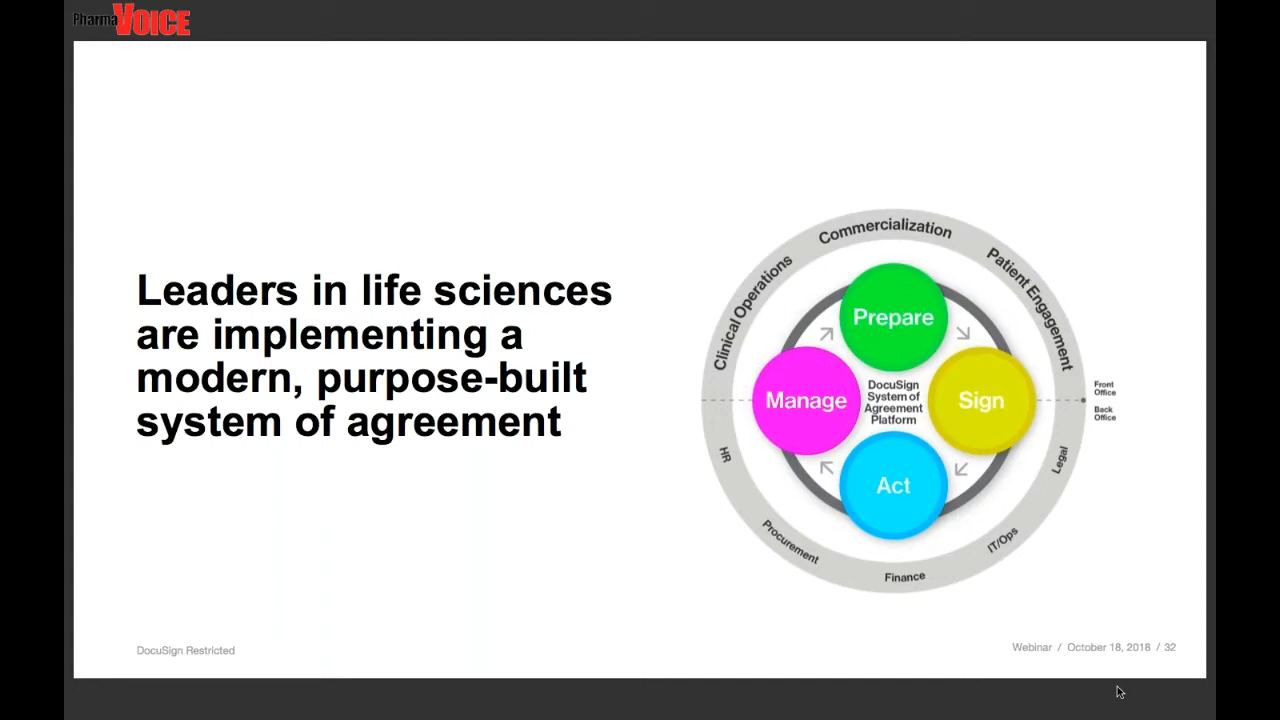 PharmaVOICE
Leaders in life sciences
are implementing a
modern, purpose-built
system of agreement
Commercialization
Clinical Operations
Patient Engagement
Prepare
Manage
DocuSign
System of
Agreement
Platform
Sign
Act
Front
Office
Back
Office
HR
Legal
Procurement
IT/Ops
Finance
DocuSign Restricted
Webinar / October 18, 2018 / 32